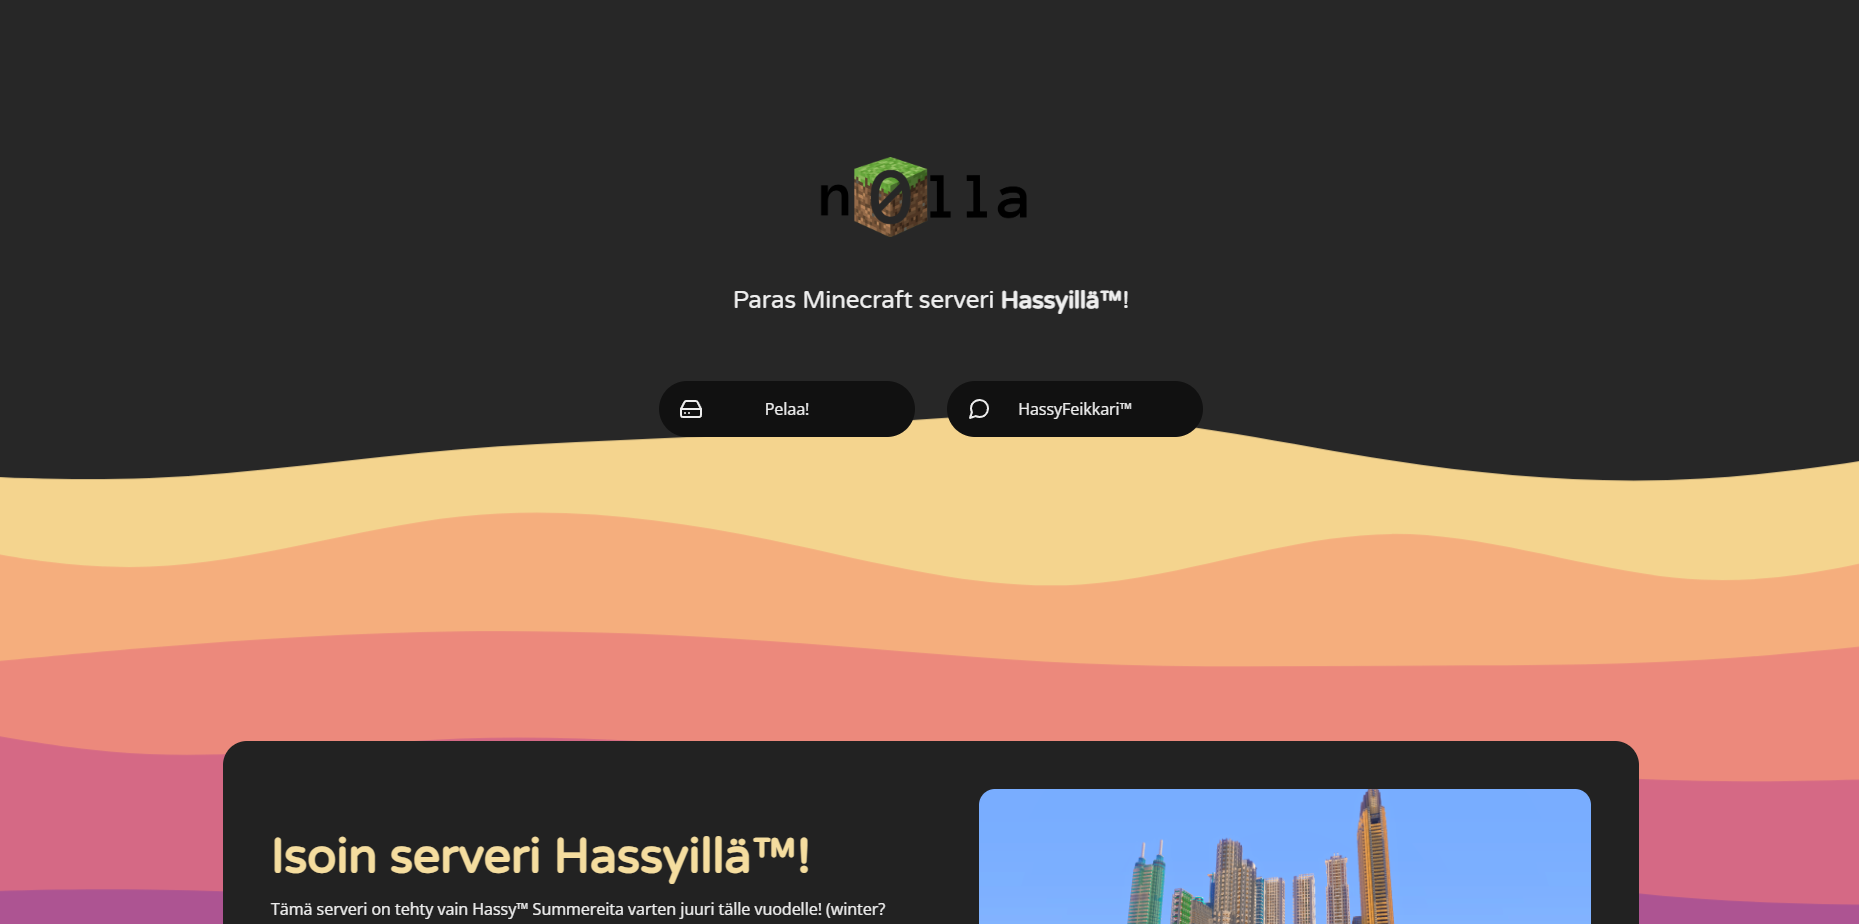 n0lla
Paras Minecraft serveri Hassyillä™!
Pelaa!
HassyFeikkari™
Isoin serveri Hassyillä™!
Tämä serveri on tehty vain Hassy™ Summereita varten juuri tälle vuodelle! (winter?